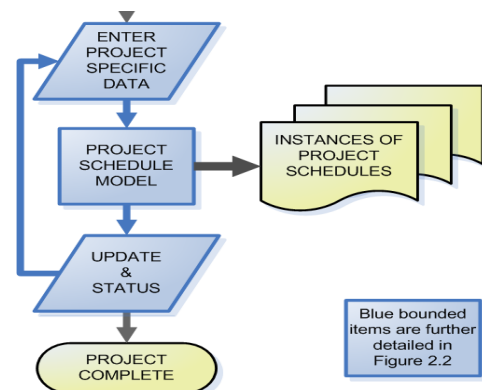 ENTER
PROJECT
SPECIFIC
DATA
PROJECT
SCHEDULE
MODEL
INSTANCES OF
PROJECT
SCHEDULES
UPDATE
&
STATUS
PROJECT
COMPLETE
Blue bounded
items are further
detailed in
Figure 2.2